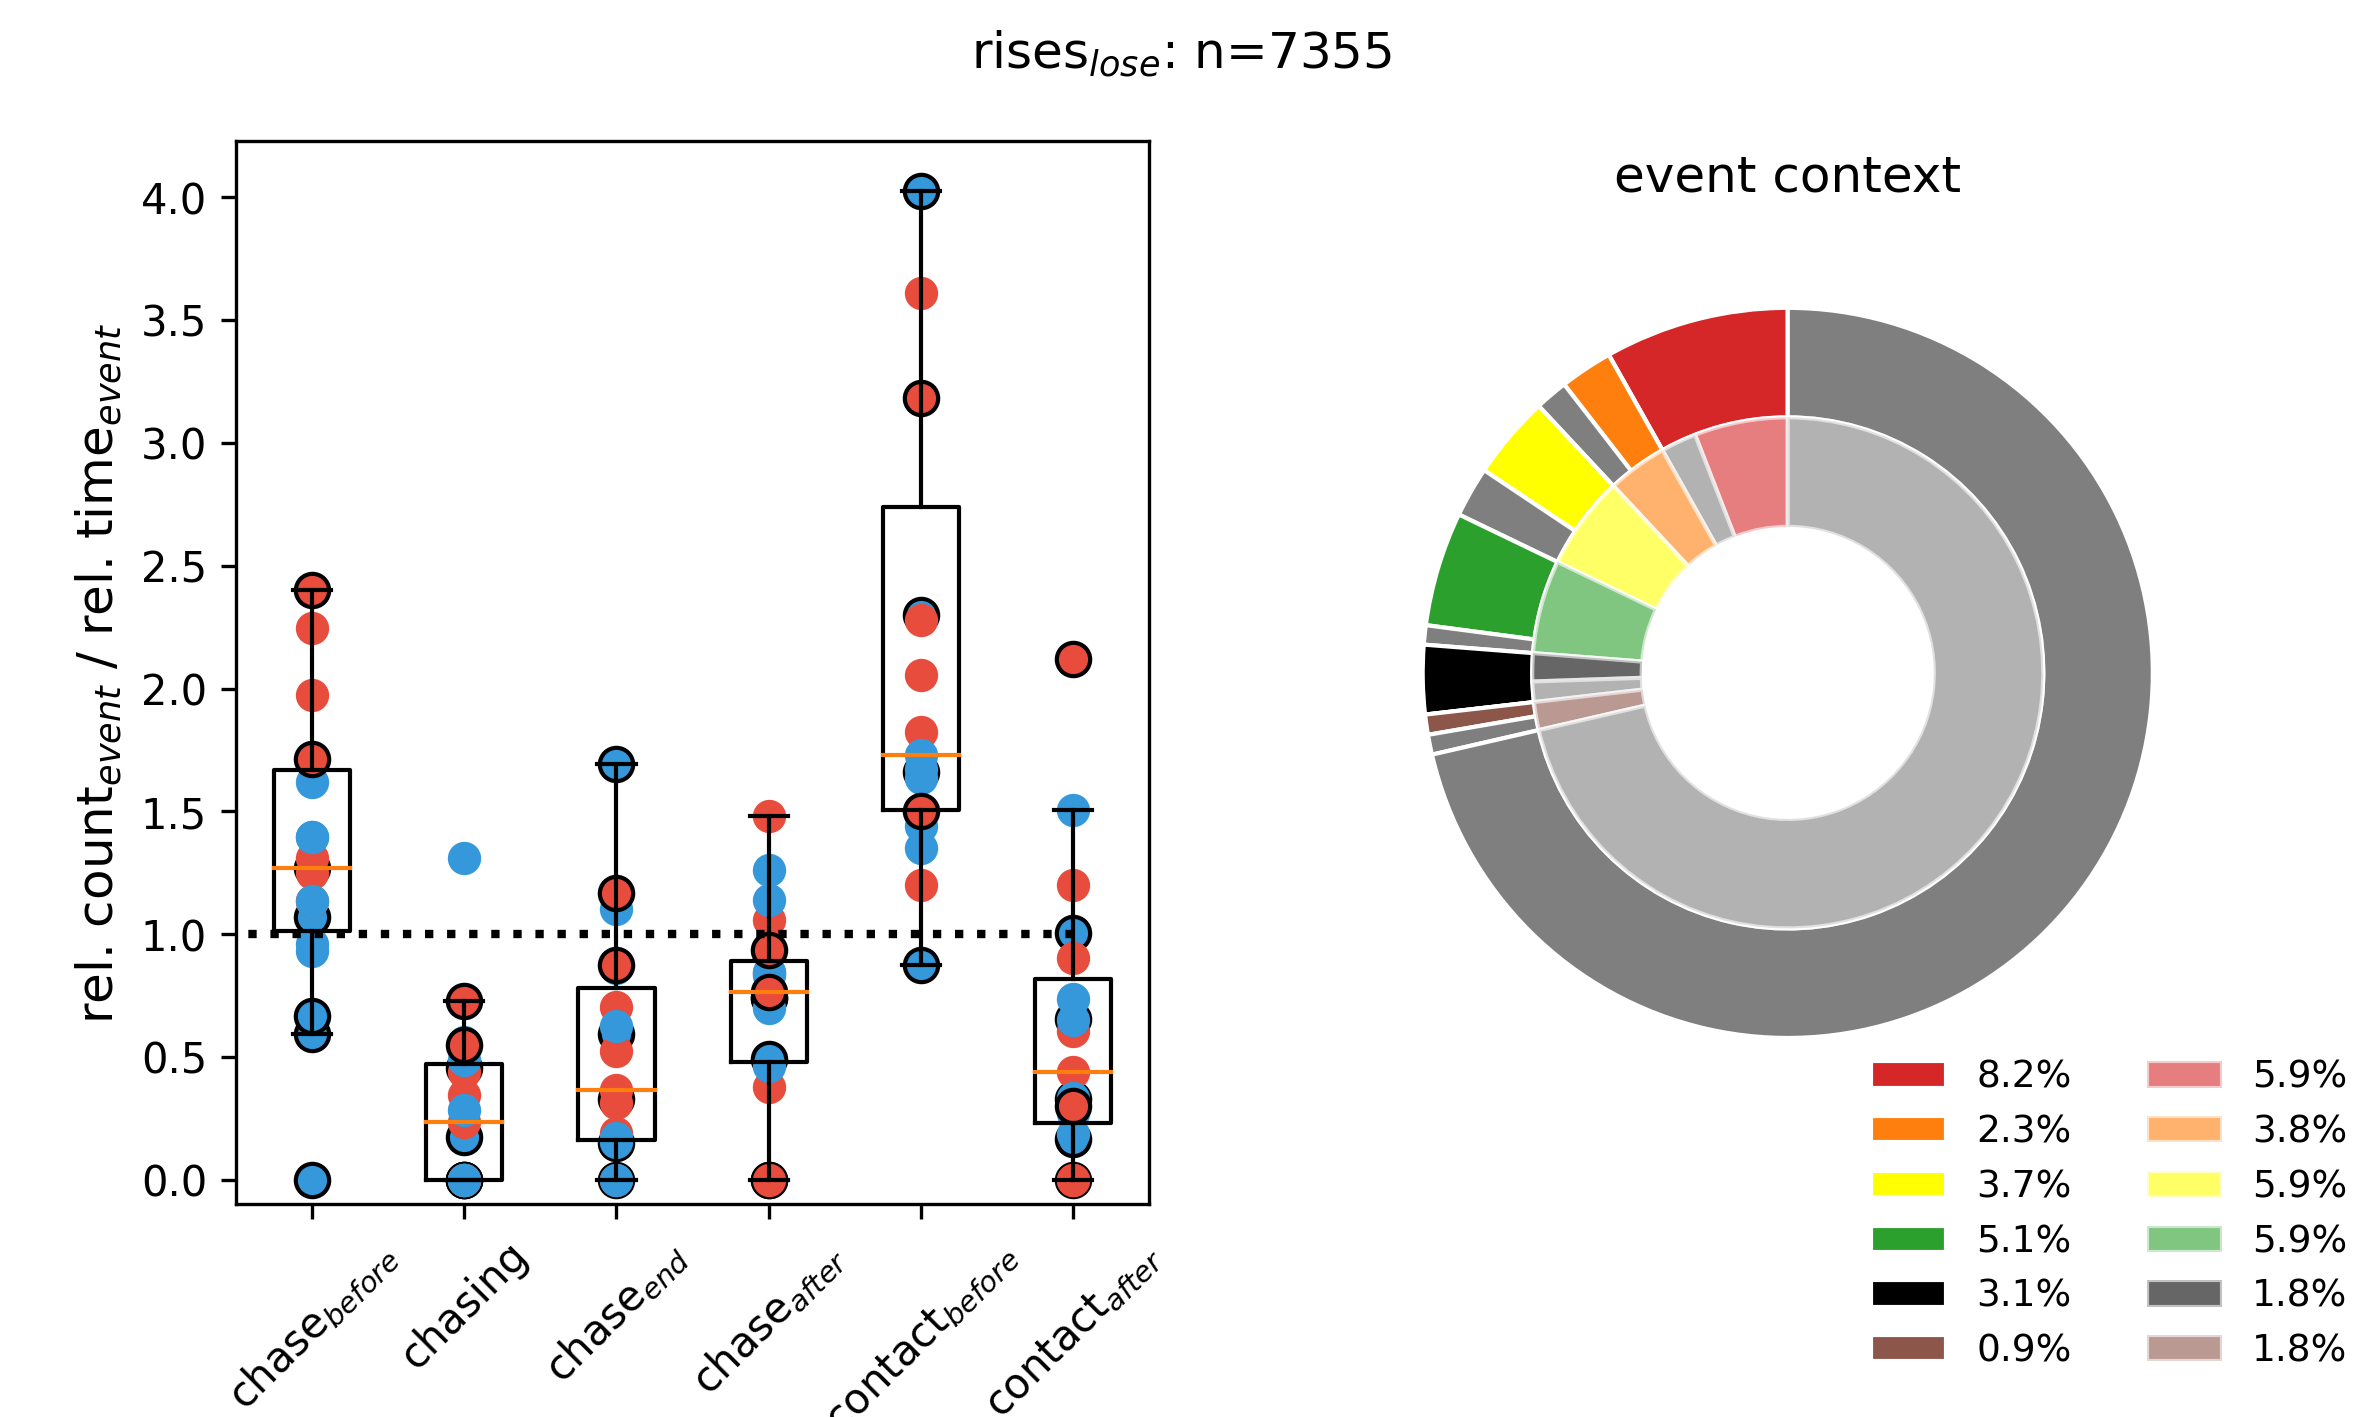 rises_lose: n=7355
event context
rel. count_event / rel. time_event
4.0
3.5
3.0
2.5
2.0
1.5
1.0
0.5
0.0
chase_before
chasing
chase_end
chase_after
contact_before
contact_after
8.2% 5.9%
2.3% 3.8%
3.7% 5.9%
5.1% 5.9%
3.1% 1.8%
0.9% 1.8%